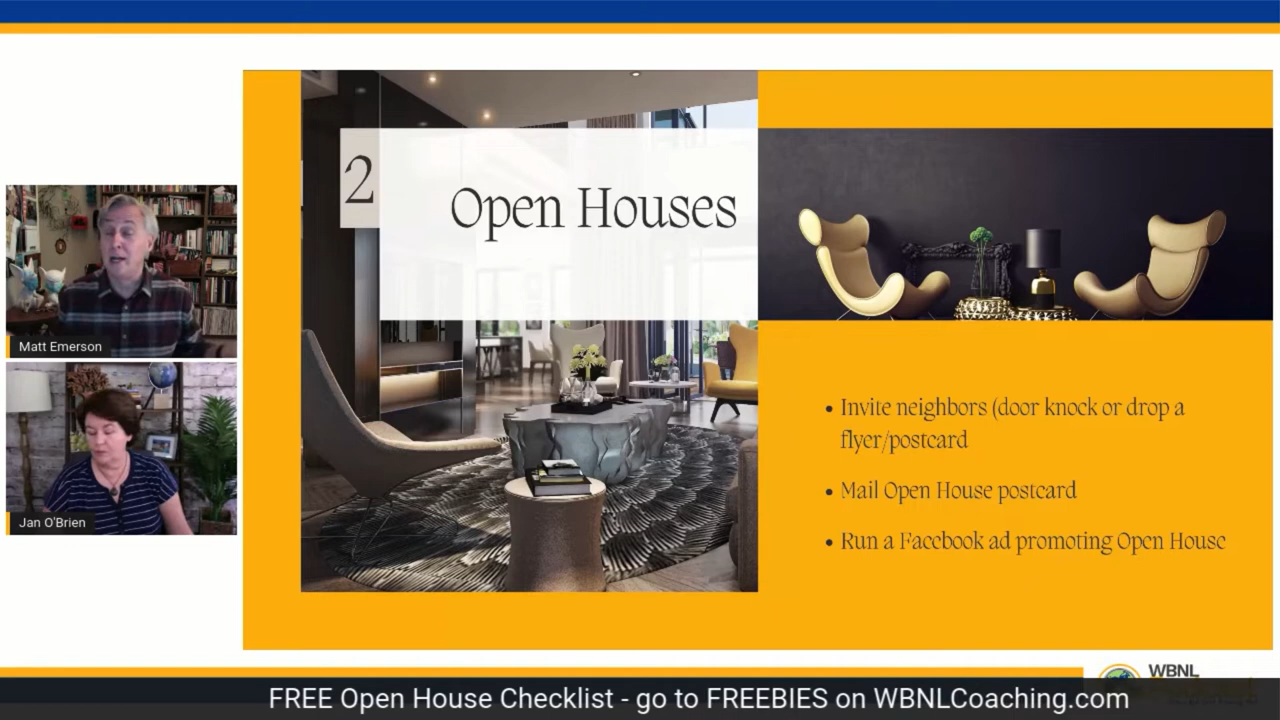 2
Open Houses
• Invite neighbors (door knock or drop a
flyer/postcard
• Mail Open House postcard
• Run a Facebook ad promoting Open House
Matt Emerson
Jan O'Brien
WBNL
FREE Open House Checklist - go to FREEBIES on WBNLCoaching.com